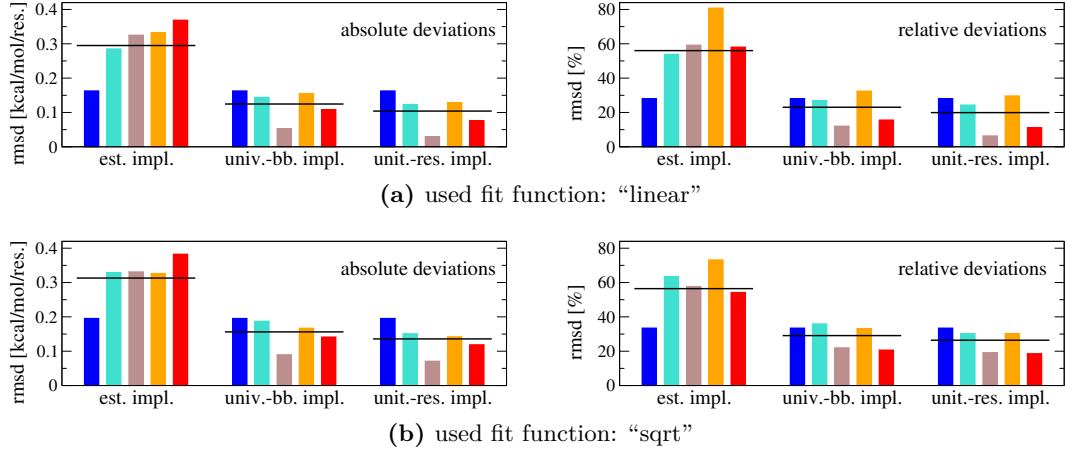 rmsd [kcal/mol/res.]
0.4
0.3
0.2
0.1
0
absolute deviations
est. impl.
univ.-bb. impl.
unit.-res. impl.
rmsd [%]
80
60
40
20
0
relative deviations
est. impl.
univ.-bb. impl.
unit.-res. impl.
(a) used fit function: “linear”
rmsd [kcal/mol/res.]
0.4
0.3
0.2
0.1
0
absolute deviations
est. impl.
univ.-bb. impl.
unit.-res. impl.
rmsd [%]
80
60
40
20
0
relative deviations
est. impl.
univ.-bb. impl.
unit.-res. impl.
(b) used fit function: “sqrt”